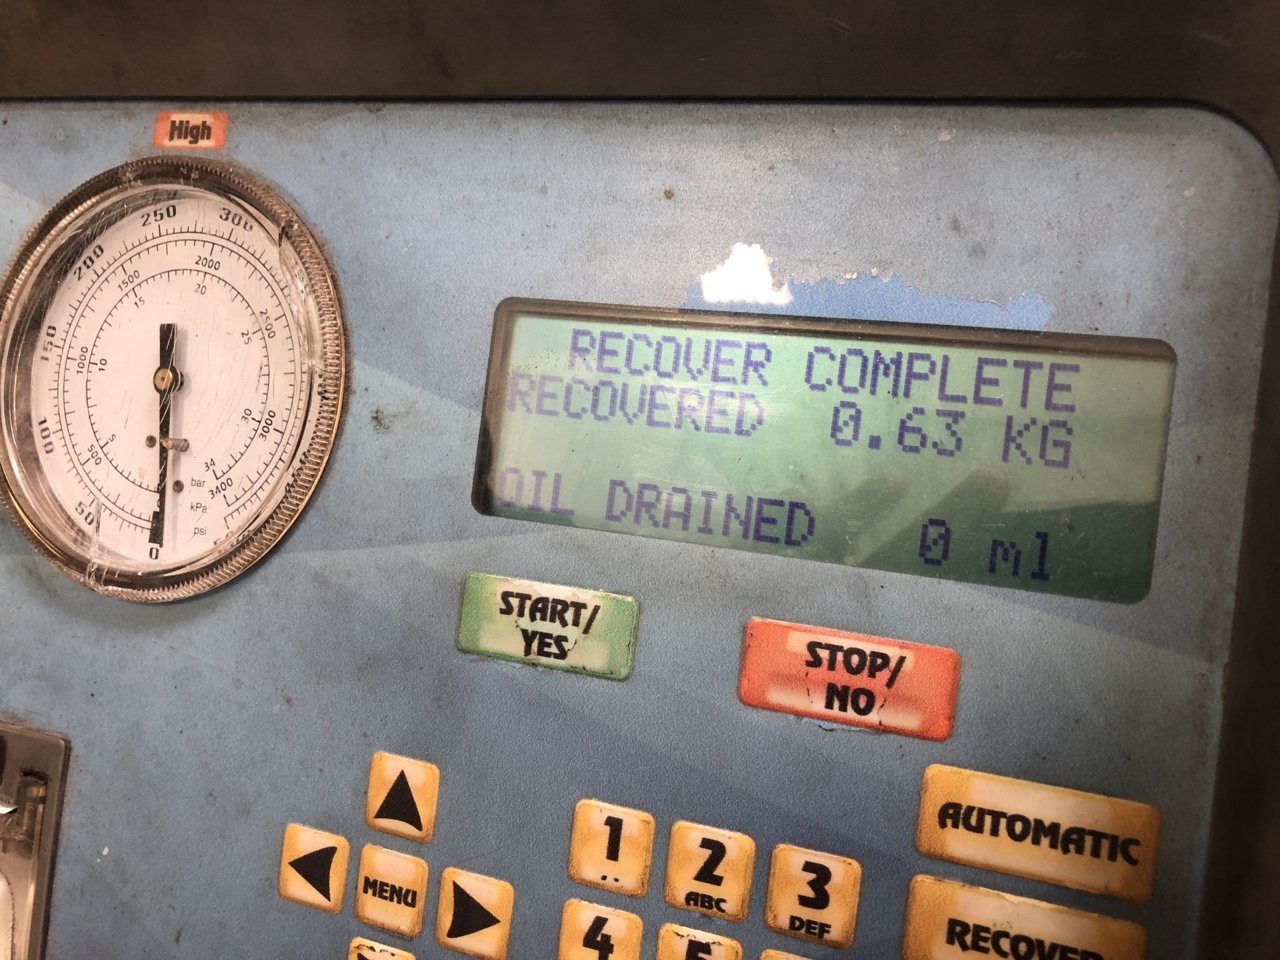 High
50
100
150
200
250
300
0
500
1000
1500
2000
2500
3000
3400
5
10
15
20
25
30
34
bar
kPa
psi
RECOVER COMPLETE
RECOVERED 0.63 KG
OIL DRAINED 0 ml
START/
YES
STOP/
NO
MENU
1
2
ABC
3
DEF
4
AUTOMATIC
RECOVER